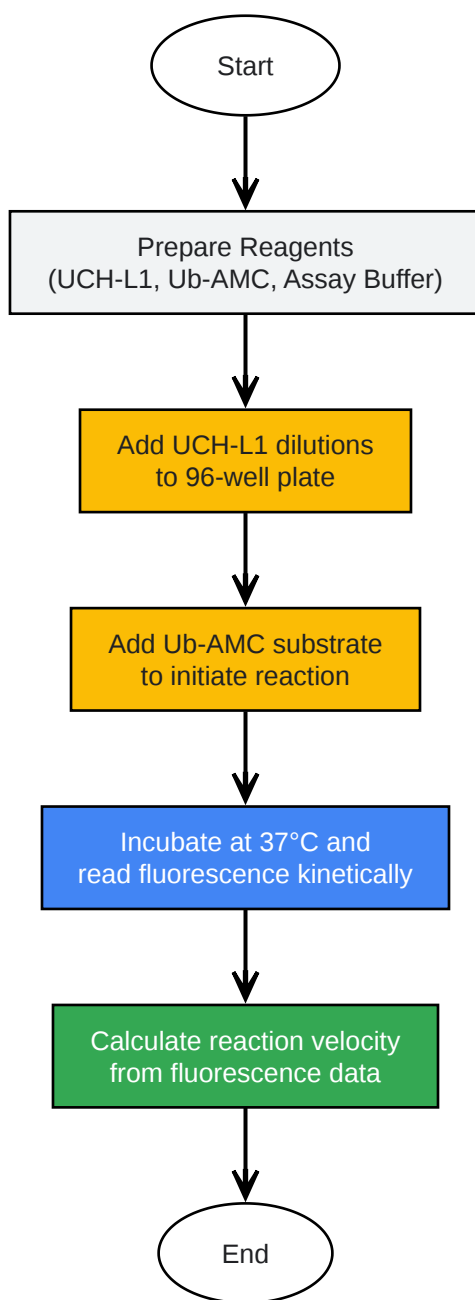 Start
Prepare Reagents
(UCH-L1, Ub-AMC, Assay Buffer)
Add UCH-L1 dilutions
to 96-well plate
Add Ub-AMC substrate
to initiate reaction
Incubate at 37°C and
read fluorescence kinetically
Calculate reaction velocity
from fluorescence data
End